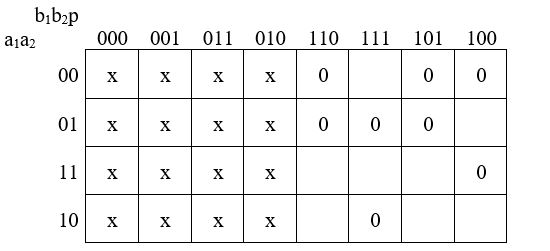 b₁b₂p
a₁a₂ 000 001 011 010 110 111 101 100
00 x x x x 0 0 0
01 x x x x 0 0 0
11 x x x x 0
10 x x x x 0